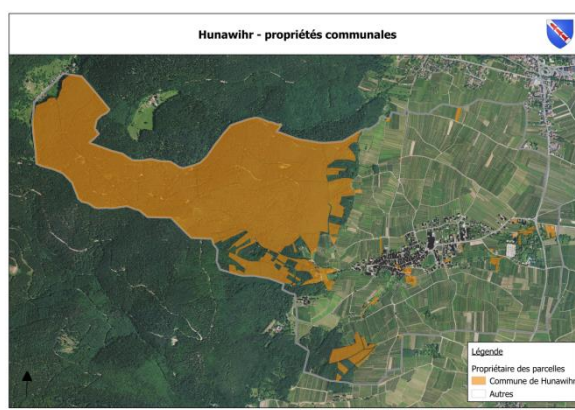 Hunawihr - propriétés communales
Légende
Propriétaire des parcelles
Commune de Hunawihr
Autres